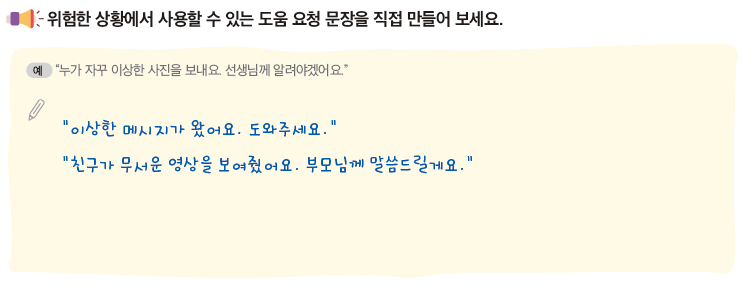 위험한 상황에서 사용할 수 있는 도움 요청 문장을 직접 만들어 보세요.
예 “누가 자꾸 이상한 사진을 보내요. 선생님께 알려야겠어요.”
"이상한 메시지가 왔어요. 도와주세요."
"친구가 무서운 영상을 보여줬어요. 부모님께 말씀드릴게요."